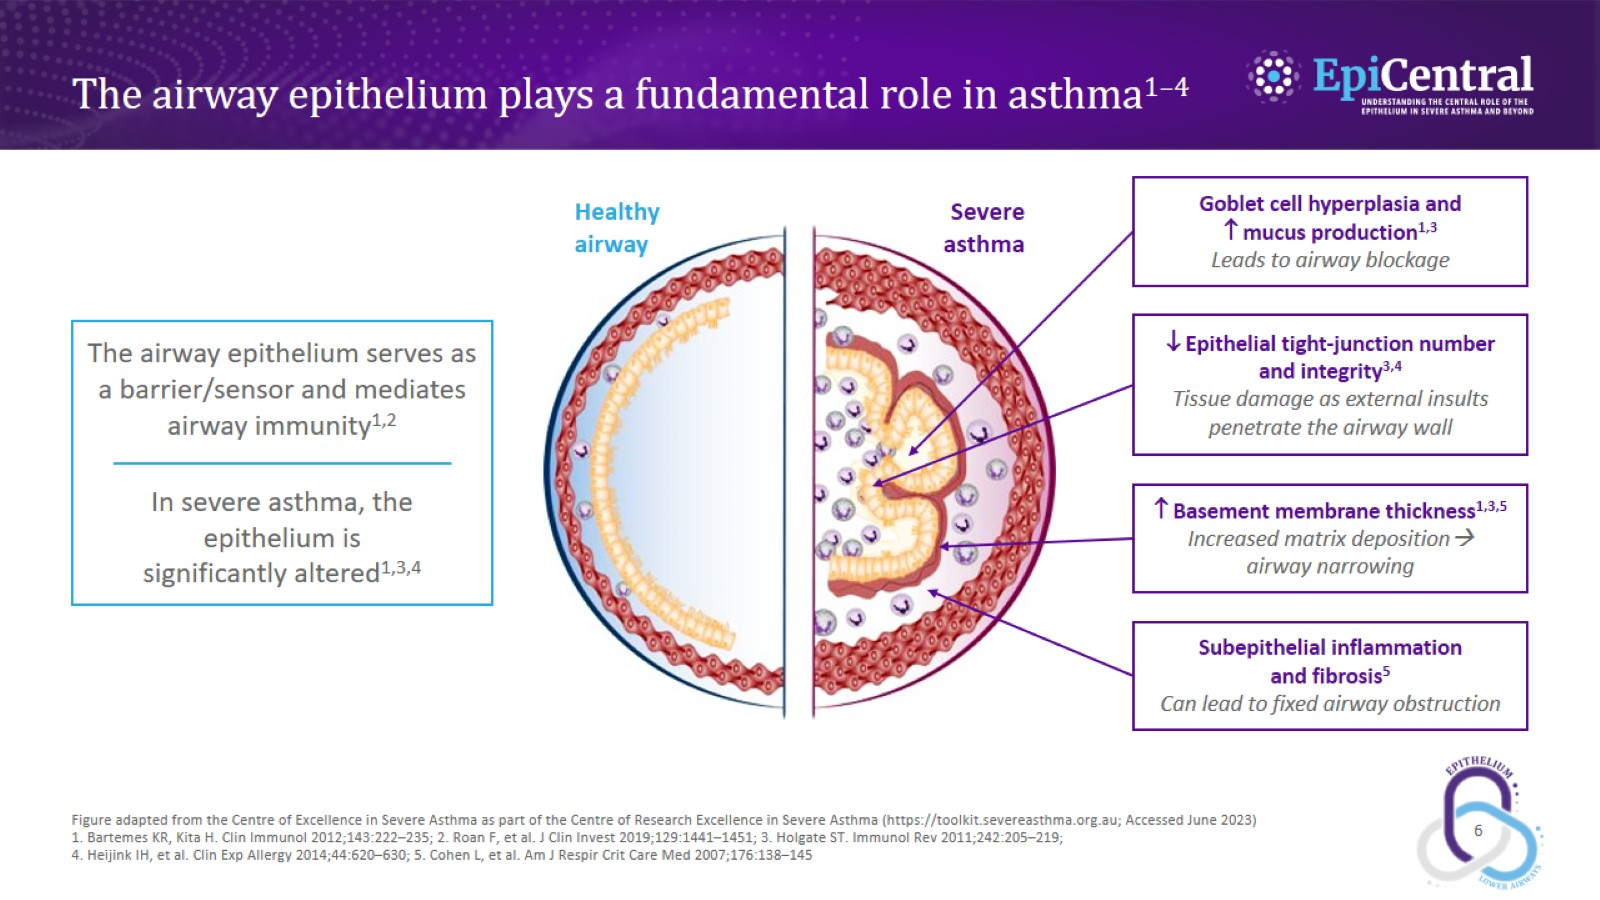 The airway epithelium plays a fundamental role in asthma1–4
EpiCentral
UNDERSTANDING THE CENTRAL ROLE OF THE
EPITHELIUM IN SEVERE ASTHMA AND BEYOND
Healthy
airway
Severe
asthma
The airway epithelium serves as
a barrier/sensor and mediates
airway immunity1,2
In severe asthma, the
epithelium is
significantly altered1,3,4
Goblet cell hyperplasia and
↑ mucus production1,3
Leads to airway blockage
↓ Epithelial tight-junction number
and integrity3,4
Tissue damage as external insults
penetrate the airway wall
↑ Basement membrane thickness1,3,5
Increased matrix deposition →
airway narrowing
Subepithelial inflammation
and fibrosis5
Can lead to fixed airway obstruction
Figure adapted from the Centre of Excellence in Severe Asthma as part of the Centre of Research Excellence in Severe Asthma (https://toolkit.severeasthma.org.au; Accessed June 2023)
1. Bartemes KR, Kita H. Clin Immunol 2012;143:222–235; 2. Roan F, et al. J Clin Invest 2019;129:1441–1451; 3. Holgate ST. Immunol Rev 2011;242:205–219;
4. Heijink IH, et al. Clin Exp Allergy 2014;44:620–630; 5. Cohen L, et al. Am J Respir Crit Care Med 2007;176:138–145
EPITHELIUM
6
LOWER AIRWAYS